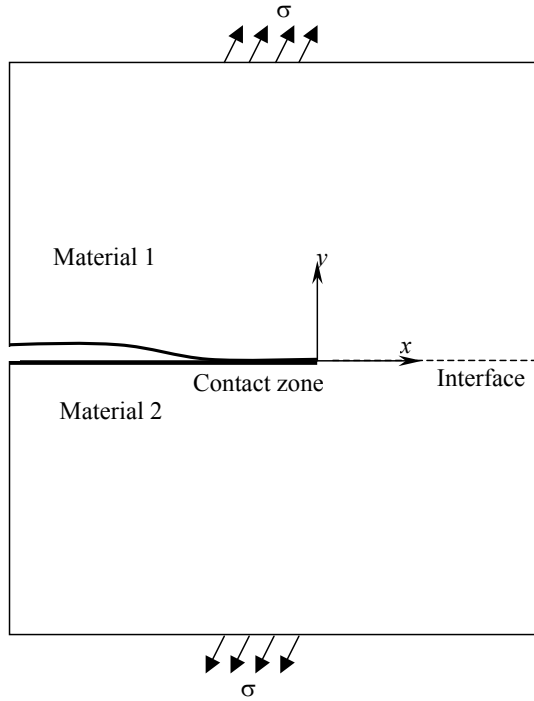 σ
Material 1
y
x
Contact zone
Interface
Material 2
σ